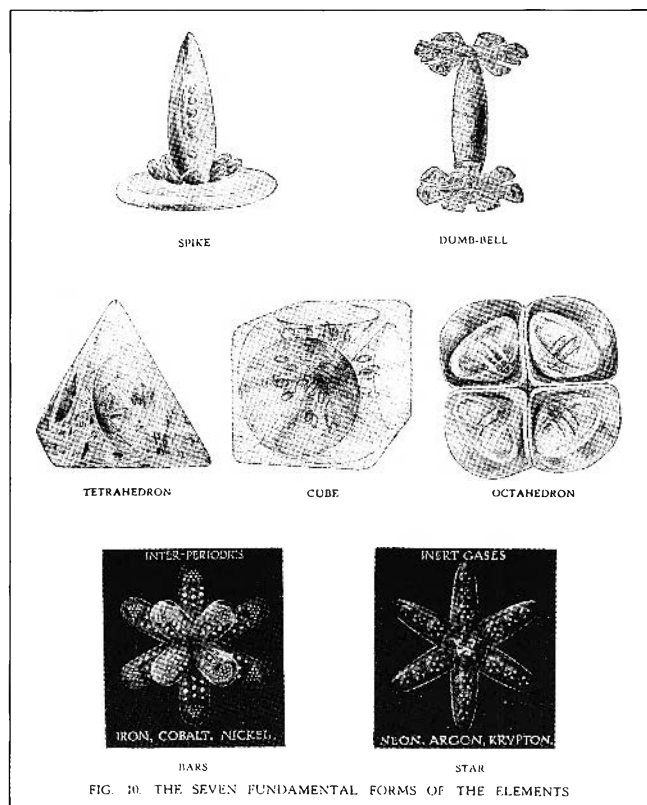 SPIKE
DUMB-BELL
TETRAHEDRON
CUBE
OCTAHEDRON
INTER-PERIODICS
IRON, COBALT, NICKEL.
BARS
INERT GASES
NEON, ARGON, KRYPTON.
STAR
FIG. 10. THE SEVEN FUNDAMENTAL FORMS OF THE ELEMENTS